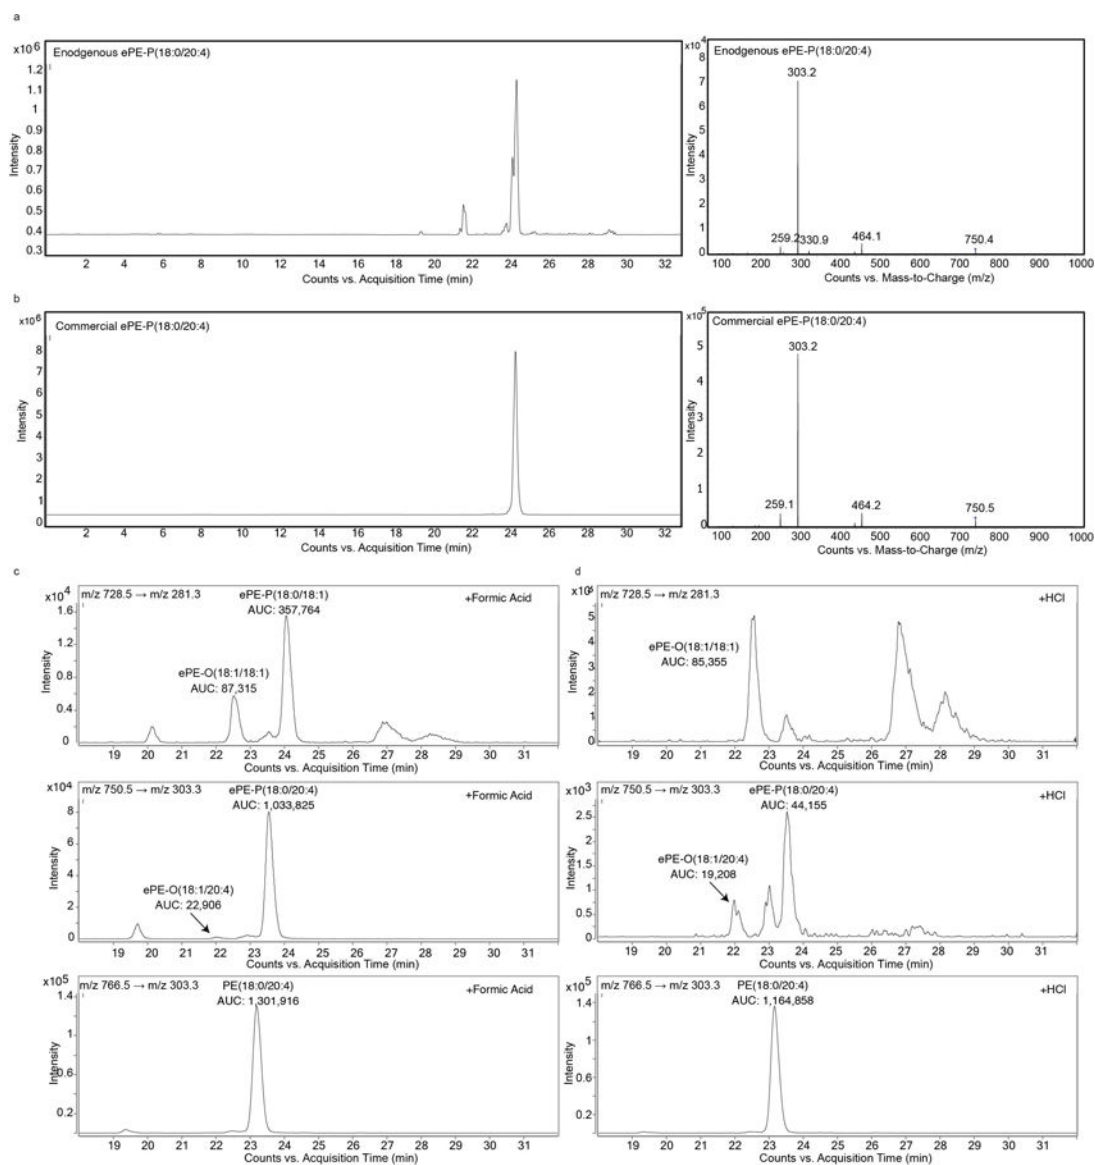 a
x10⁶
Enodgenous ePE-P(18:0/20:4)
1.2
1.1
1
0.9
0.8
0.7
0.6
0.5
0.4
0.3
Intensity
2 4 6 8 10 12 14 16 18 20 22 24 26 28 30 32
Counts vs. Acquisition Time (min)
x10⁴
Enodgenous ePE-P(18:0/20:4)
303.2
8
7
6
5
4
3
2
1
0
Intensity
259.2 330.9 464.1 750.4
100 200 300 400 500 600 700 800 900 1000
Counts vs. Mass-to-Charge (m/z)
b
x10⁶
Commercial ePE-P(18:0/20:4)
8
7
6
5
4
3
2
1
0
Intensity
2 4 6 8 10 12 14 16 18 20 22 24 26 28 30 32
Counts vs. Acquisition Time (min)
x10⁵
Commercial ePE-P(18:0/20:4)
303.2
5
4
3
2
1
0
Intensity
259.1 464.2 750.5
100 200 300 400 500 600 700 800 900 1000
Counts vs. Mass-to-Charge (m/z)
c
x10⁴
m/z 728.5 → m/z 281.3
ePE-P(18:0/18:1)
AUC: 357,764
+Formic Acid
ePE-O(18:1/18:1)
AUC: 87,315
1.6
1.2
0.8
0.4
0
Intensity
19 20 21 22 23 24 25 26 27 28 29 30 31
Counts vs. Acquisition Time (min)
x10⁴
m/z 750.5 → m/z 303.3
ePE-P(18:0/20:4)
AUC: 1,033,825
+Formic Acid
ePE-O(18:1/20:4)
AUC: 22,906
8
6
4
2
0
Intensity
19 20 21 22 23 24 25 26 27 28 29 30 31
Counts vs. Acquisition Time (min)
x10⁵
m/z 766.5 → m/z 303.3
PE(18:0/20:4)
AUC: 1,301,916
+Formic Acid
1.4
1
0.6
0.2
Intensity
19 20 21 22 23 24 25 26 27 28 29 30 31
Counts vs. Acquisition Time (min)
d
m/z 728.5 → m/z 281.3
+HCl
ePE-O(18:1/18:1)
AUC: 85,355
5
4
3
2
1
0
Intensity
19 20 21 22 23 24 25 26 27 28 29 30 31
Counts vs. Acquisition Time (min)
x10³
m/z 750.5 → m/z 303.3
ePE-P(18:0/20:4)
AUC: 44,155
+HCl
ePE-O(18:1/20:4)
AUC: 19,208
2.5
2
1.5
1
0.5
0
Intensity
19 20 21 22 23 24 25 26 27 28 29 30 31
Counts vs. Acquisition Time (min)
x10⁵
m/z 766.5 → m/z 303.3
PE(18:0/20:4)
AUC: 1,164,858
+HCl
1.4
1
0.6
0.2
Intensity
19 20 21 22 23 24 25 26 27 28 29 30 31
Counts vs. Acquisition Time (min)